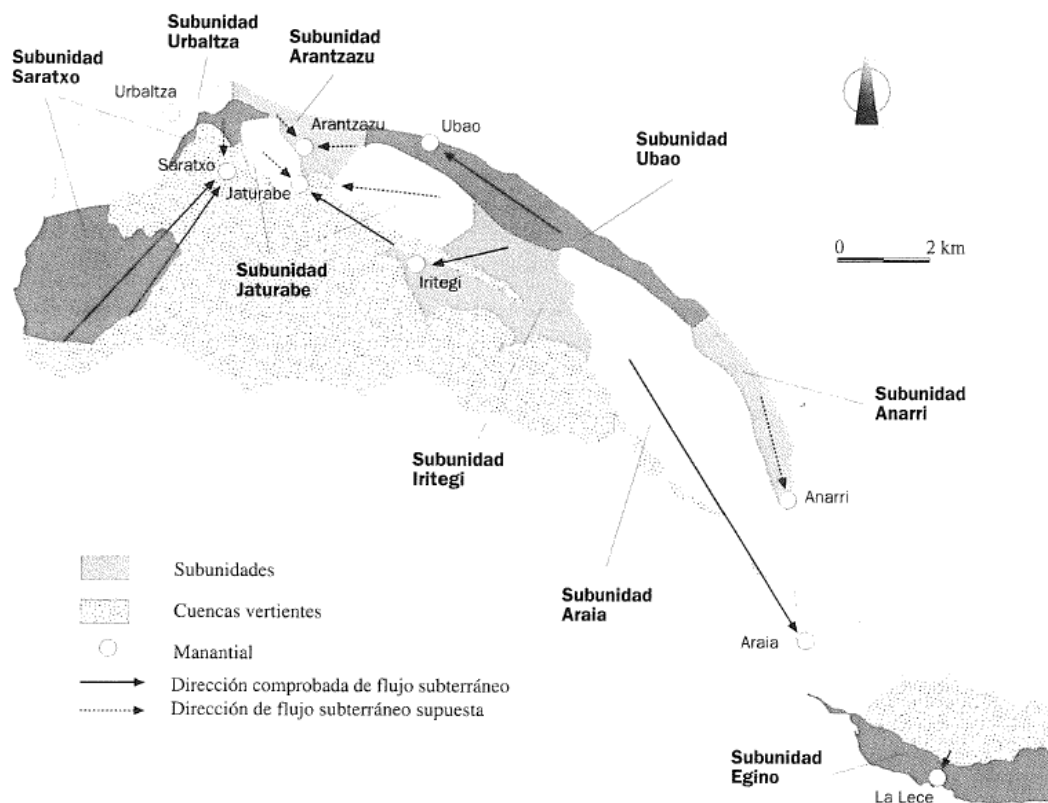 Subunidad
Urbaltza
Subunidad
Arantzazu
Subunidad
Saratxo
Urbaltza
Arantzazu
Ubao
Subunidad
Ubao
Saratxo
Jaturabe
0 2 km
Subunidad
Jaturabe
Iritegi
Subunidad
Anarri
Subunidad
Iritegi
Anarri
Subunidades
Subunidad
Araia
Cuencas vertientes
Araia
Manantial
Dirección comprobada de flujo subterráneo
Dirección de flujo subterráneo supuesta
Subunidad
Egino
La Lece